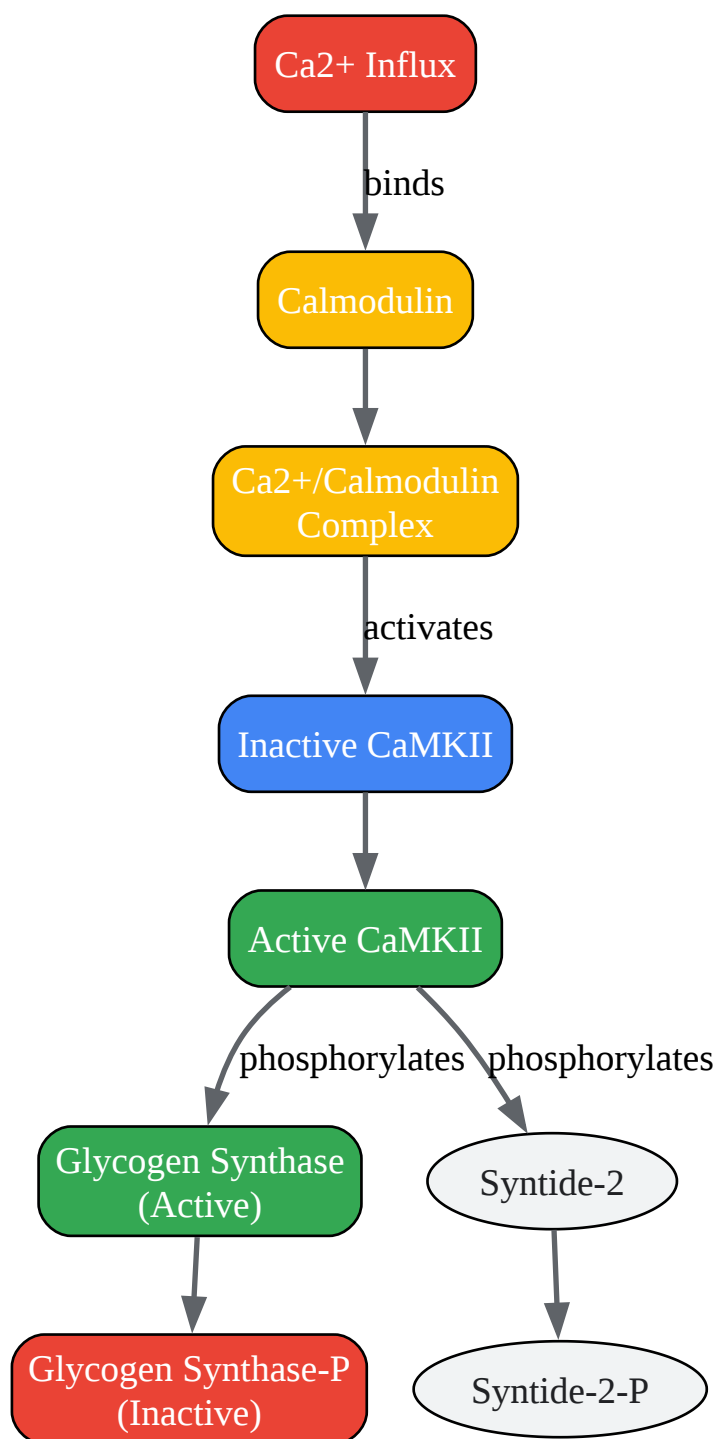 Ca2+ Influx
binds
Calmodulin
Ca2+/Calmodulin
Complex
activates
Inactive CaMKII
Active CaMKII
phosphorylates
phosphorylates
Glycogen Synthase
(Active)
Syntide-2
Glycogen Synthase-P
(Inactive)
Syntide-2-P